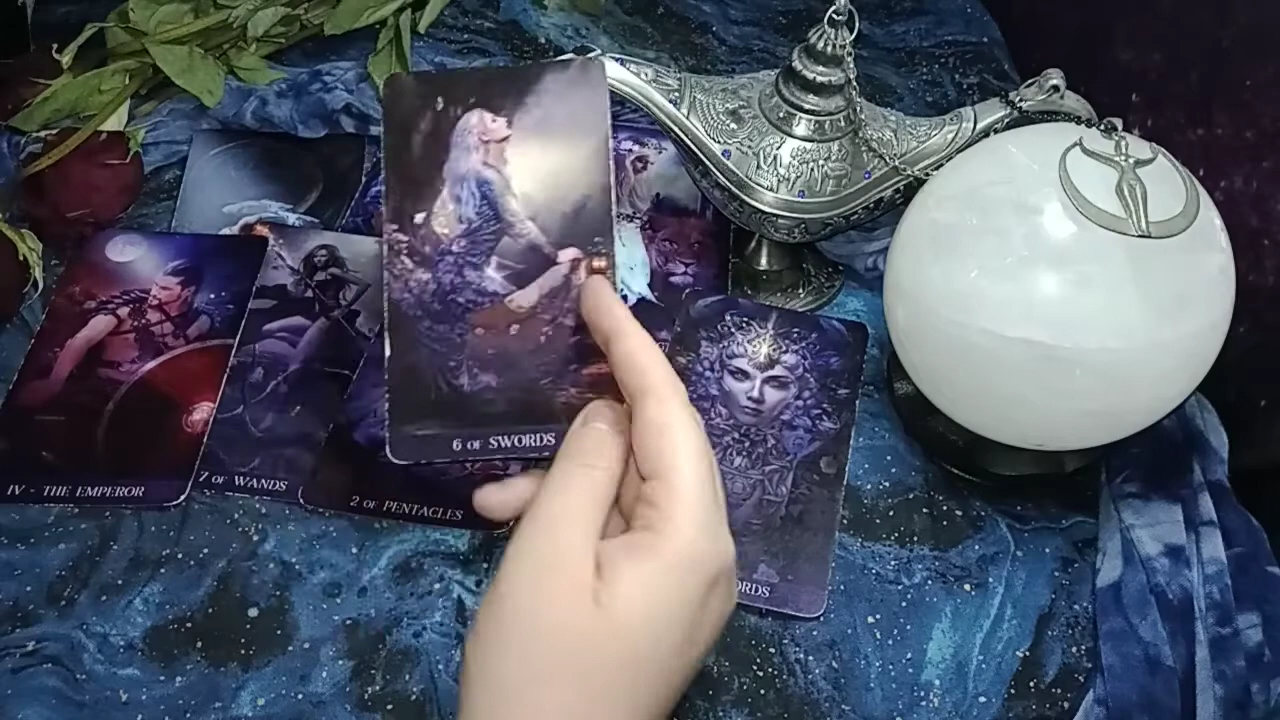 6 OF SWORDS
IV - THE EMPEROR
7 OF WANDS
2 OF PENTACLES